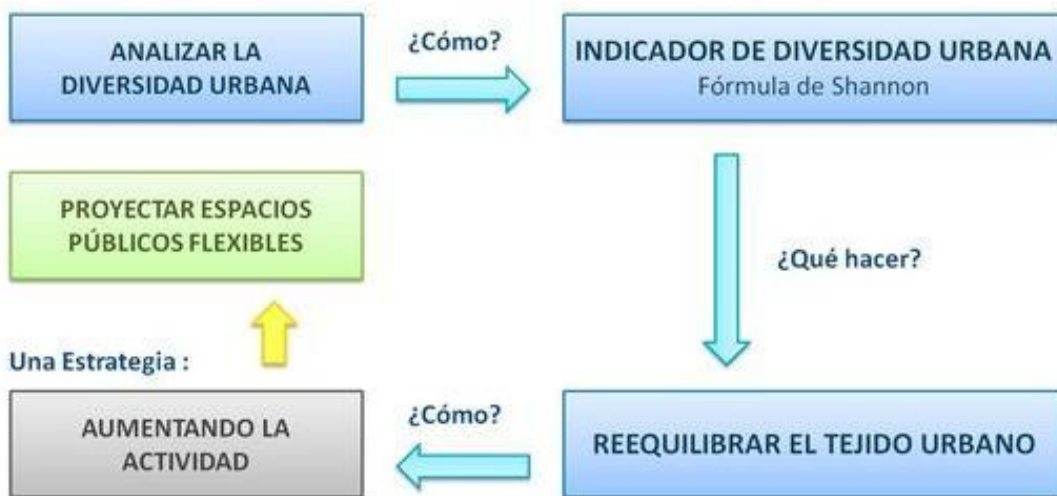 ANALIZAR LA
DIVERSIDAD URBANA
¿Cómo?
INDICADOR DE DIVERSIDAD URBANA
Fórmula de Shannon
¿Qué hacer?
REEQUILIBRAR EL TEJIDO URBANO
¿Cómo?
AUMENTANDO LA
ACTIVIDAD
Una Estrategia :
PROYECTAR ESPACIOS
PÚBLICOS FLEXIBLES